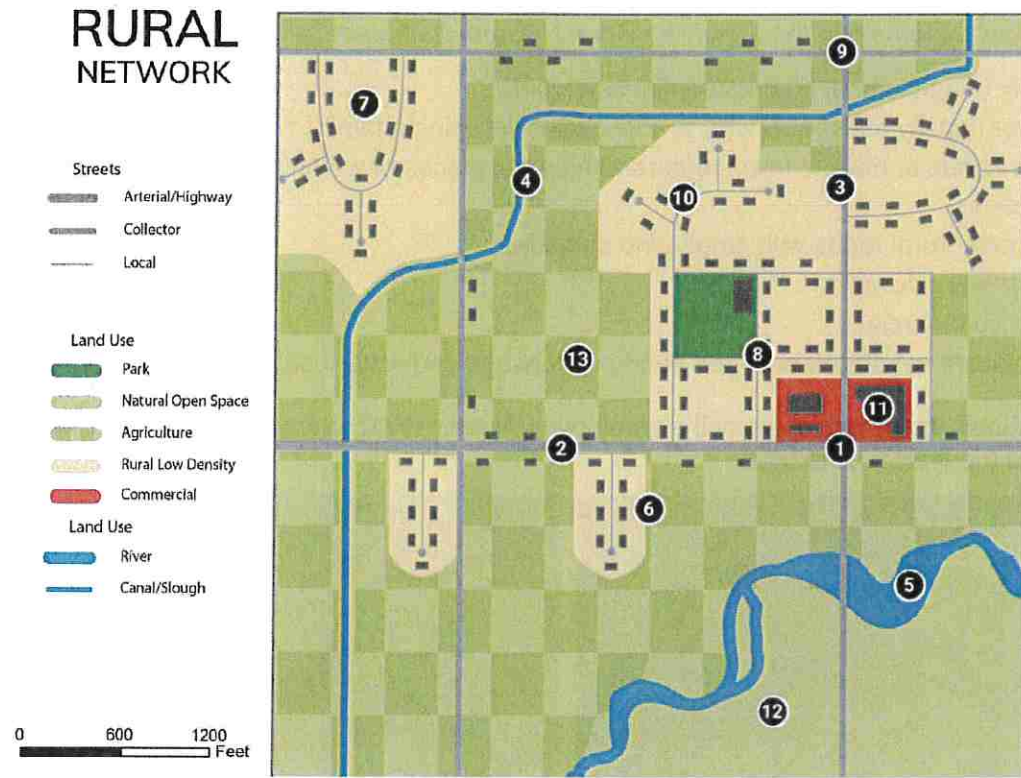 RURAL
NETWORK
Streets
Arterial/Highway
Collector
Local
Land Use
Park
Natural Open Space
Agriculture
Rural Low Density
Commercial
Land Use
River
Canal/Slough
0 600 1200
Feet
9
7
4
10
3
13
8
11
2
1
6
5
12